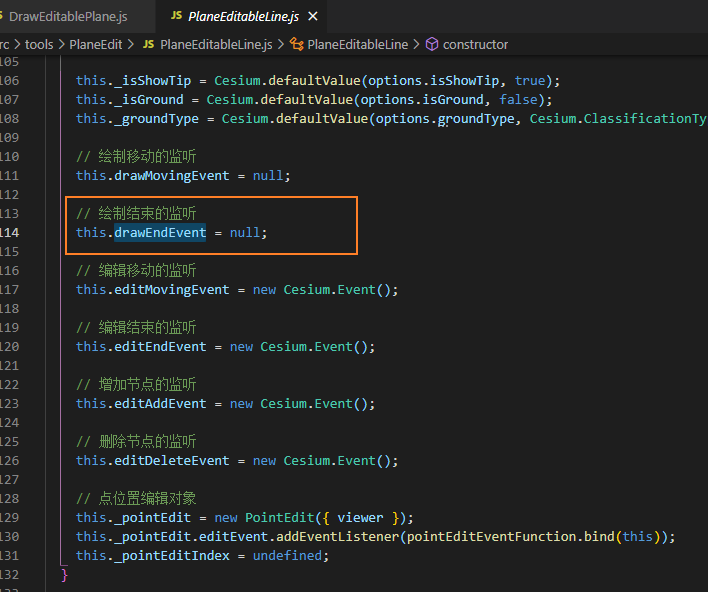 DrawEditablePlane.js
JS PlaneEditableLine.js
rc > tools > PlaneEdit > JS PlaneEditableLine.js > PlaneEditableLine > constructor
105
106 this._isShowTip = Cesium.defaultValue(options.isShowTip, true);
107 this._isGround = Cesium.defaultValue(options.isGround, false);
108 this._groundType = Cesium.defaultValue(options.groundType, Cesium.ClassificationTy
109
110 // 绘制移动的监听
111 this.drawMovingEvent = null;
112
113 // 绘制结束的监听
114 this.drawEndEvent = null;
115
116 // 编辑移动的监听
117 this.editMovingEvent = new Cesium.Event();
118
119 // 编辑结束的监听
120 this.editEndEvent = new Cesium.Event();
121
122 // 增加节点的监听
123 this.editAddEvent = new Cesium.Event();
124
125 // 删除节点的监听
126 this.editDeleteEvent = new Cesium.Event();
127
128 // 点位置编辑对象
129 this._pointEdit = new PointEdit({ viewer });
130 this._pointEdit.editEvent.addEventListener(pointEditEventFunction.bind(this));
131 this._pointEditIndex = undefined;
132 }